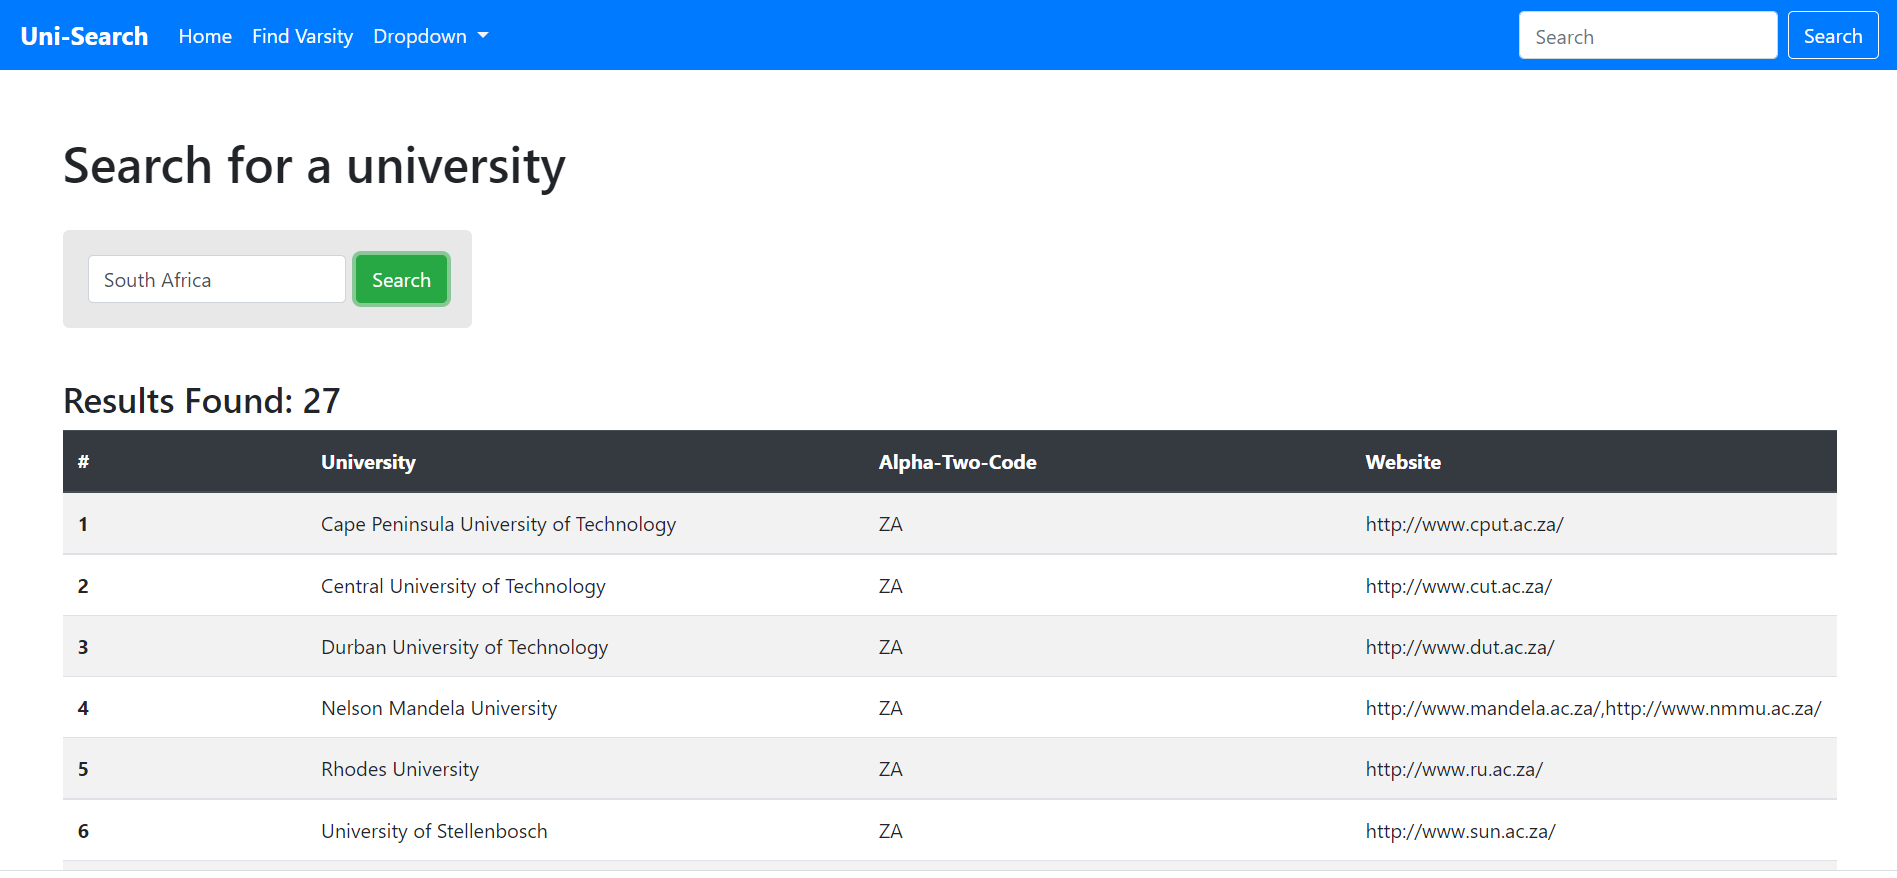 Uni-Search Home Find Varsity Dropdown Search Search
Search for a university
South Africa Search
Results Found: 27
# University Alpha-Two-Code Website
1 Cape Peninsula University of Technology ZA http://www.cput.ac.za/
2 Central University of Technology ZA http://www.cut.ac.za/
3 Durban University of Technology ZA http://www.dut.ac.za/
4 Nelson Mandela University ZA http://www.mandela.ac.za/,http://www.nmmu.ac.za/
5 Rhodes University ZA http://www.ru.ac.za/
6 University of Stellenbosch ZA http://www.sun.ac.za/